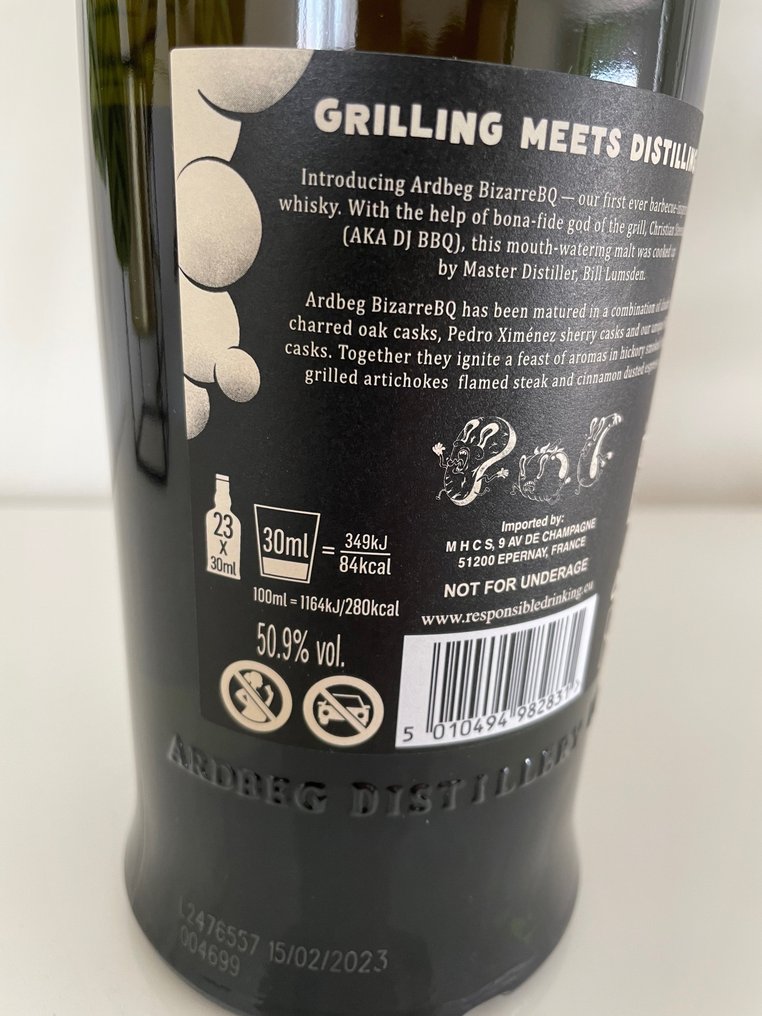 GRILLING MEETS
Introducing Ardbeg BizarreBQ — our first ever
whisky. With the help of bona-fide god of the grill, Christian
(AKA DJ BBQ), this mouth-watering malt was cooked up
by Master Distiller, Bill Lumsden.
Ardbeg BizarreBQ has been matured in a combination of
charred oak casks, Pedro Ximénez sherry casks and our
casks. Together they ignite a feast of aromas in hickory
grilled artichokes flamed steak and cinnamon dusted
23
x
30ml
30ml = 349kJ
84kcal
100ml = 1164kJ/280kcal
50.9% vol.
Imported by:
M H C S, 9 AV DE CHAMPAGNE
51200 EPERNAY, FRANCE
NOT FOR UNDERAGE
www.responsibledrinking.eu
5 010494 982831
ARDBEG DISTILLERY
L2476557 15/02/2023
004699